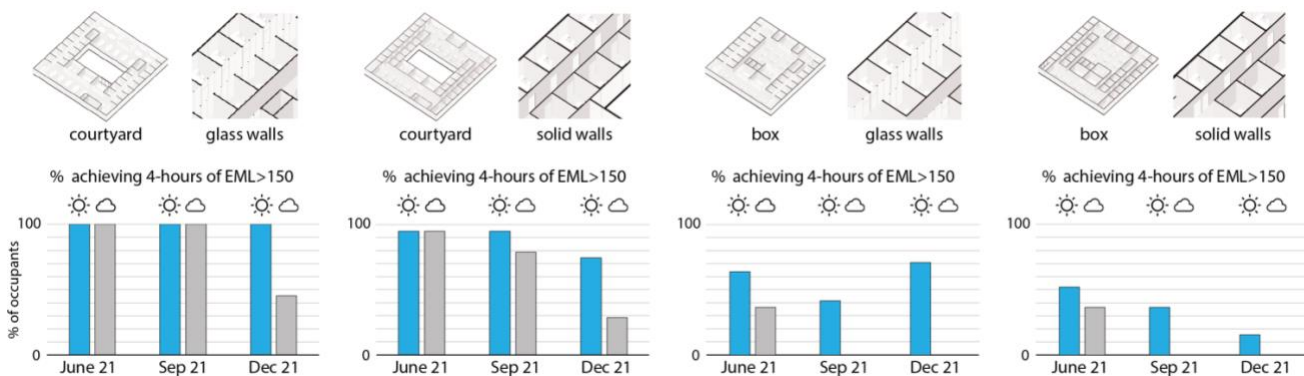 courtyard glass walls
courtyard solid walls
box glass walls
box solid walls
% achieving 4-hours of EML>150
% achieving 4-hours of EML>150
% achieving 4-hours of EML>150
% achieving 4-hours of EML>150
% of occupants
100
0
June 21 Sep 21 Dec 21
100
0
June 21 Sep 21 Dec 21
100
0
June 21 Sep 21 Dec 21
100
0
June 21 Sep 21 Dec 21